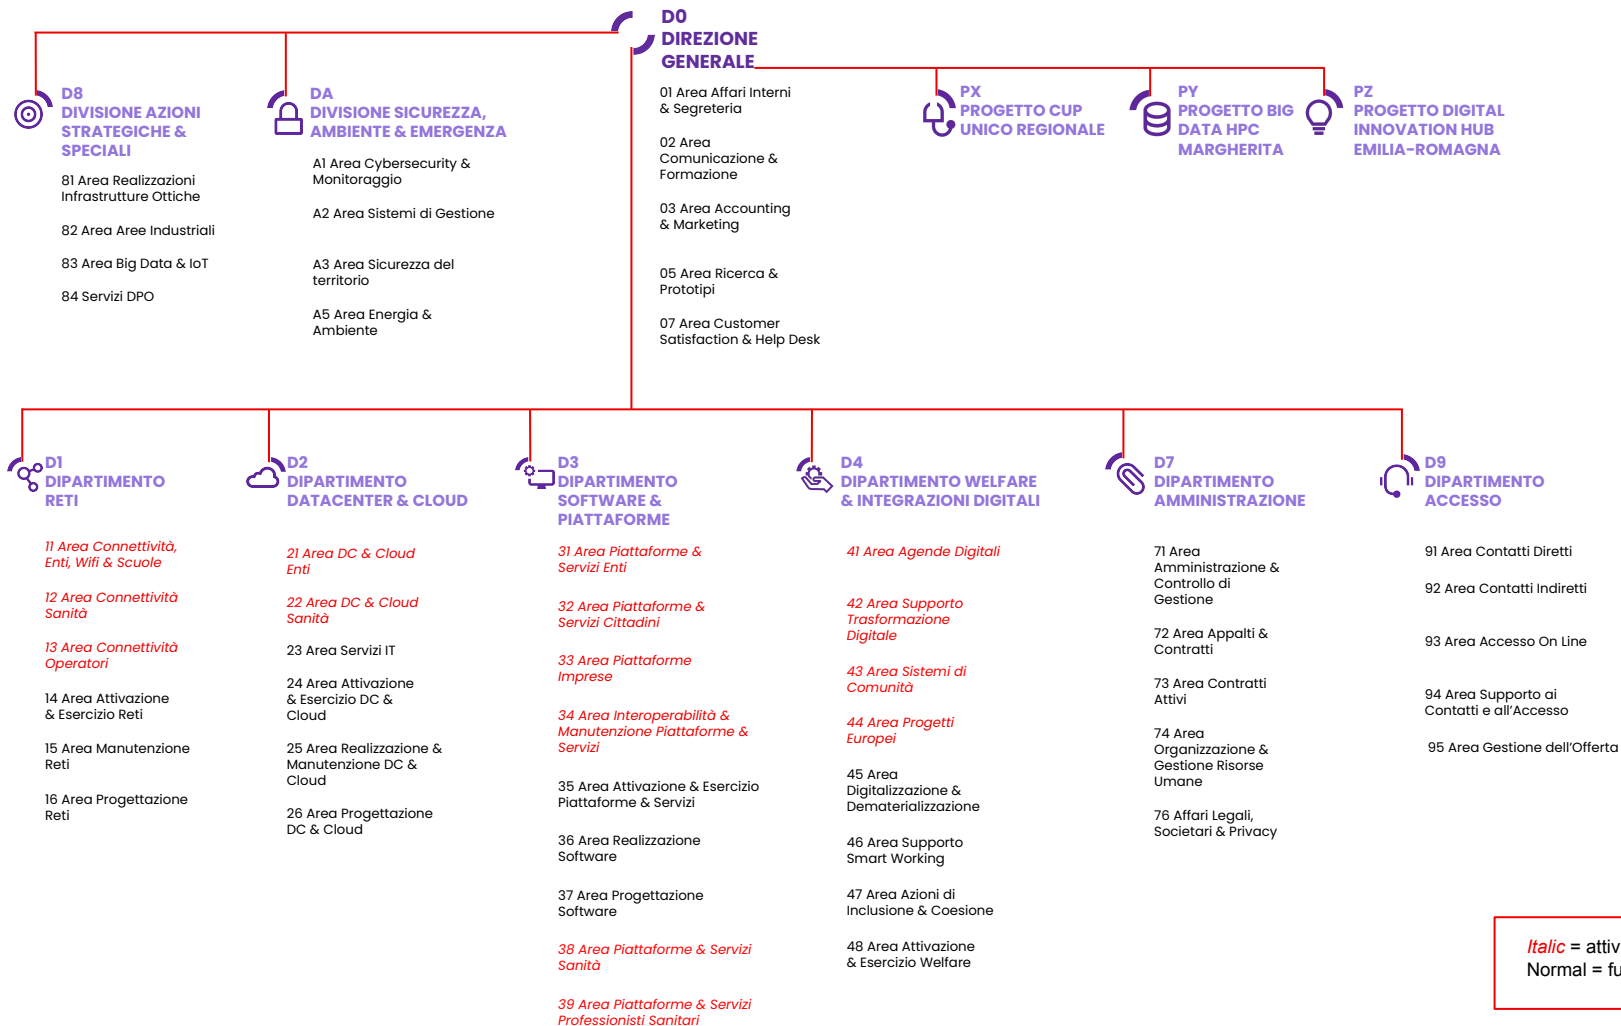 D0
DIREZIONE
GENERALE
01 Area Affari Interni
& Segreteria
02 Area
Comunicazione &
Formazione
03 Area Accounting
& Marketing
05 Area Ricerca &
Prototipi
07 Area Customer
Satisfaction & Help Desk
D8
DIVISIONE AZIONI
STRATEGICHE &
SPECIALI
81 Area Realizzazioni
Infrastrutture Ottiche
82 Area Aree Industriali
83 Area Big Data & IoT
84 Servizi DPO
DA
DIVISIONE SICUREZZA,
AMBIENTE & EMERGENZA
A1 Area Cybersecurity &
Monitoraggio
A2 Area Sistemi di Gestione
A3 Area Sicurezza del
territorio
A5 Area Energia &
Ambiente
PX
PROGETTO CUP
UNICO REGIONALE
PY
PROGETTO BIG
DATA HPC
MARGHERITA
PZ
PROGETTO DIGITAL
INNOVATION HUB
EMILIA-ROMAGNA
D1
DIPARTIMENTO
RETI
11 Area Connettività,
Enti, Wifi & Scuole
12 Area Connettività
Sanità
13 Area Connettività
Operatori
14 Area Attivazione
& Esercizio Reti
15 Area Manutenzione
Reti
16 Area Progettazione
Reti
D2
DIPARTIMENTO
DATACENTER & CLOUD
21 Area DC & Cloud
Enti
22 Area DC & Cloud
Sanità
23 Area Servizi IT
24 Area Attivazione
& Esercizio DC &
Cloud
25 Area Realizzazione &
Manutenzione DC &
Cloud
26 Area Progettazione
DC & Cloud
D3
DIPARTIMENTO
SOFTWARE &
PIATTAFORME
31 Area Piattaforme &
Servizi Enti
32 Area Piattaforme &
Servizi Cittadini
33 Area Piattaforme
Imprese
34 Area Interoperabilità &
Manutenzione Piattaforme &
Servizi
35 Area Attivazione & Esercizio
Piattaforme & Servizi
36 Area Realizzazione
Software
37 Area Progettazione
Software
38 Area Piattaforme & Servizi
Sanità
39 Area Piattaforme & Servizi
Professionisti Sanitari
D4
DIPARTIMENTO WELFARE
& INTEGRAZIONI DIGITALI
41 Area Agende Digitali
42 Area Supporto
Trasformazione
Digitale
43 Area Sistemi di
Comunità
44 Area Progetti
Europei
45 Area
Digitalizzazione &
Dematerializzazione
46 Area Supporto
Smart Working
47 Area Azioni di
Inclusione & Coesione
48 Area Attivazione
& Esercizio Welfare
D7
DIPARTIMENTO
AMMINISTRAZIONE
71 Area
Amministrazione &
Controllo di
Gestione
72 Area Appalti &
Contratti
73 Area Contratti
Attivi
74 Area
Organizzazione &
Gestione Risorse
Umane
76 Affari Legali,
Societari & Privacy
D9
DIPARTIMENTO
ACCESSO
91 Area Contatti Diretti
92 Area Contatti Indiretti
93 Area Accesso On Line
94 Area Supporto ai
Contatti e all'Accesso
95 Area Gestione dell'Offerta
Italic = attiv
Normal = fu